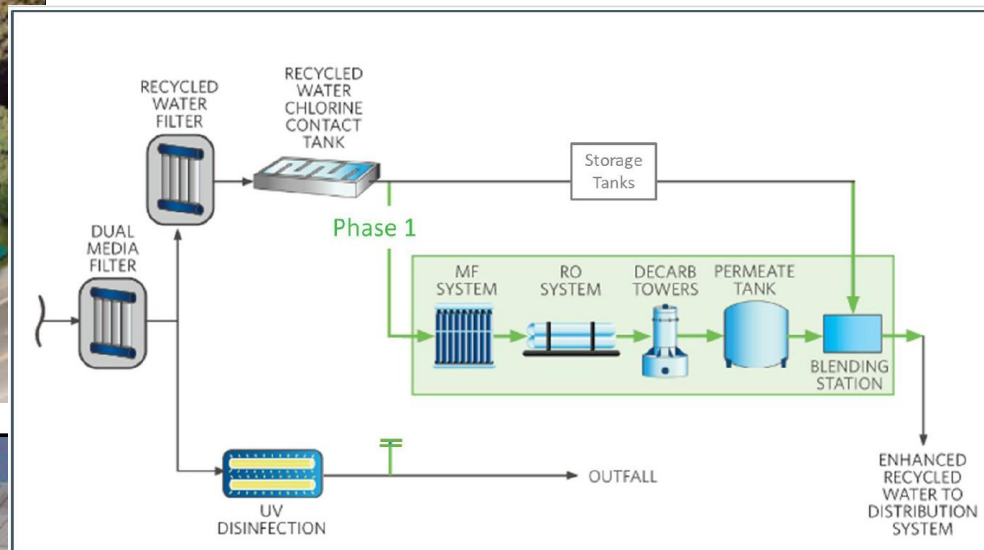 RECYCLED
WATER
FILTER
RECYCLED
WATER
CHLORINE
CONTACT
TANK
Storage
Tanks
Phase 1
DUAL
MEDIA
FILTER
MF
SYSTEM
RO
SYSTEM
DECARB
TOWERS
PERMEATE
TANK
BLENDING
STATION
UV
DISINFECTION
OUTFALL
ENHANCED
RECYCLED
WATER TO
DISTRIBUTION
SYSTEM